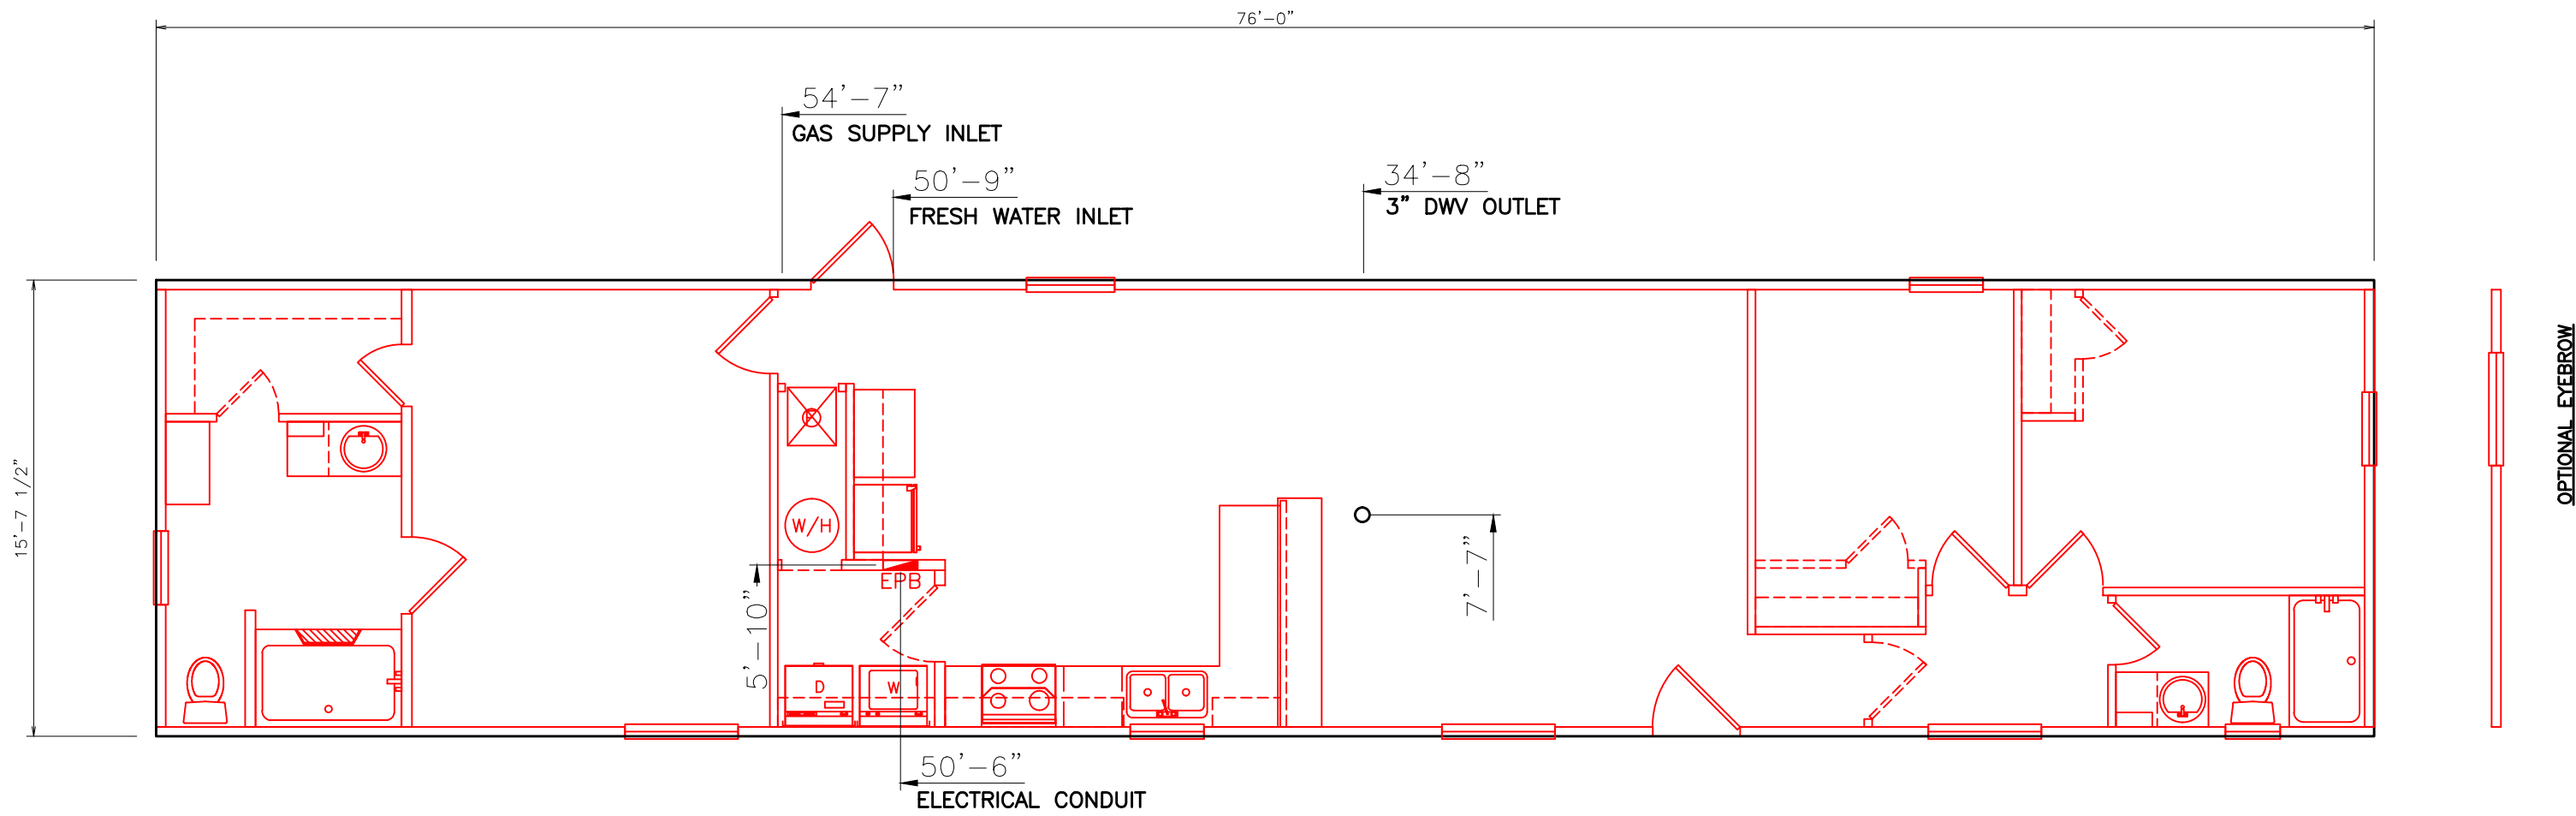 76'-0"
54'-7"
GAS SUPPLY INLET
50'-9"
FRESH WATER INLET
34'-8"
3" DWV OUTLET
15'-7 1/2"
OPTIONAL EYEBROW
F
W/H
EPB
5'-10"
7'-7"
D
W
50'-6"
ELECTRICAL CONDUIT